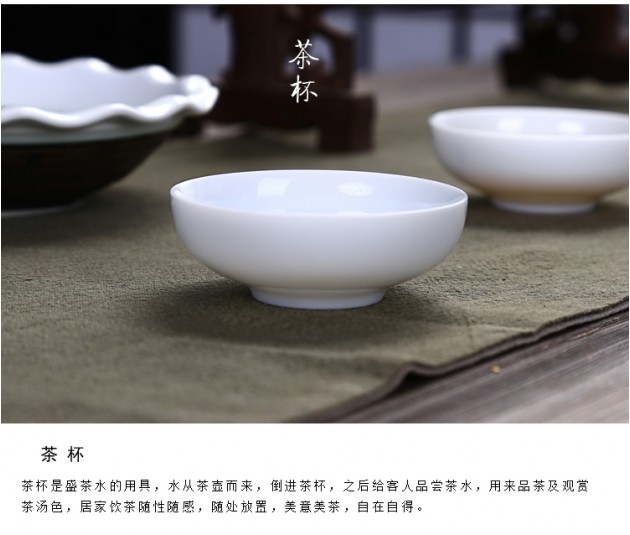 茶杯
茶杯
茶杯是盛茶水的用具，水从茶壶而来，倒进茶杯，之后给客人品尝茶水，用来品茶及观赏
茶汤色，居家饮茶随性随感，随处放置，美意美茶，自在自得。